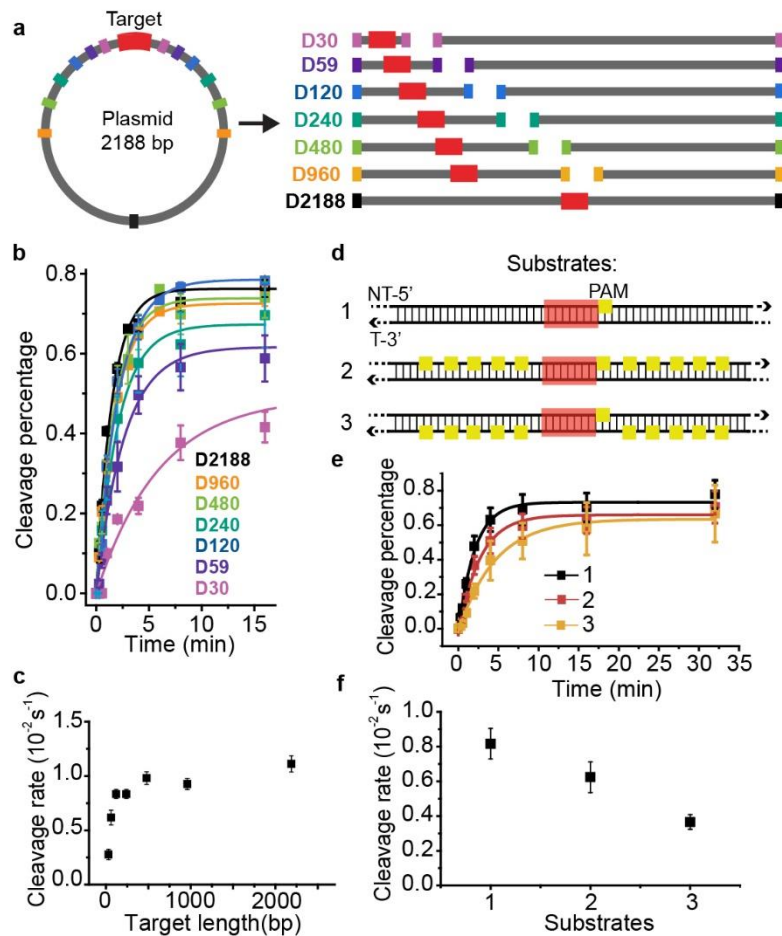 a
Target
Plasmid
2188 bp
D30
D59
D120
D240
D480
D960
D2188
b
Cleavage percentage
0.8
0.6
0.4
0.2
0.0
D2188
D960
D480
D240
D120
D59
D30
0 5 10 15
Time (min)
c
Cleavage rate (10⁻² s⁻¹)
1.5
1.0
0.5
0.0
0 1000 2000
Target length(bp)
d
Substrates:
NT-5’
PAM
1
T-3’
2
3
e
Cleavage percentage
0.8
0.6
0.4
0.2
0.0
1
2
3
0 5 10 15 20 25 30 35
Time (min)
f
Cleavage rate (10⁻² s⁻¹)
1.0
0.8
0.6
0.4
0.2
0.0
1 2 3
Substrates